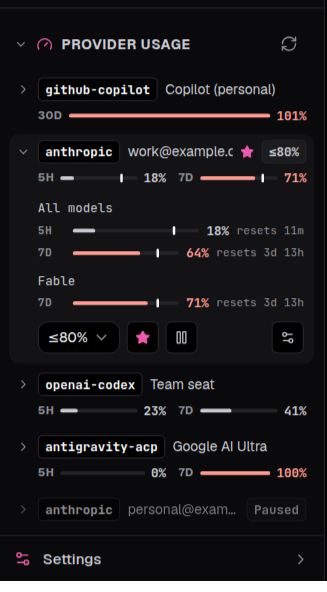 PROVIDER USAGE
github-copilot Copilot (personal)
30D 101%
anthropic work@example.c ≤80%
5H 18% 7D 71%
All models
5H 18% resets 11m
7D 64% resets 3d 13h
Fable
7D 71% resets 3d 13h
≤80%
openai-codex Team seat
5H 23% 7D 41%
antigravity-acp Google AI Ultra
5H 0% 7D 100%
anthropic personal@exam… Paused
Settings